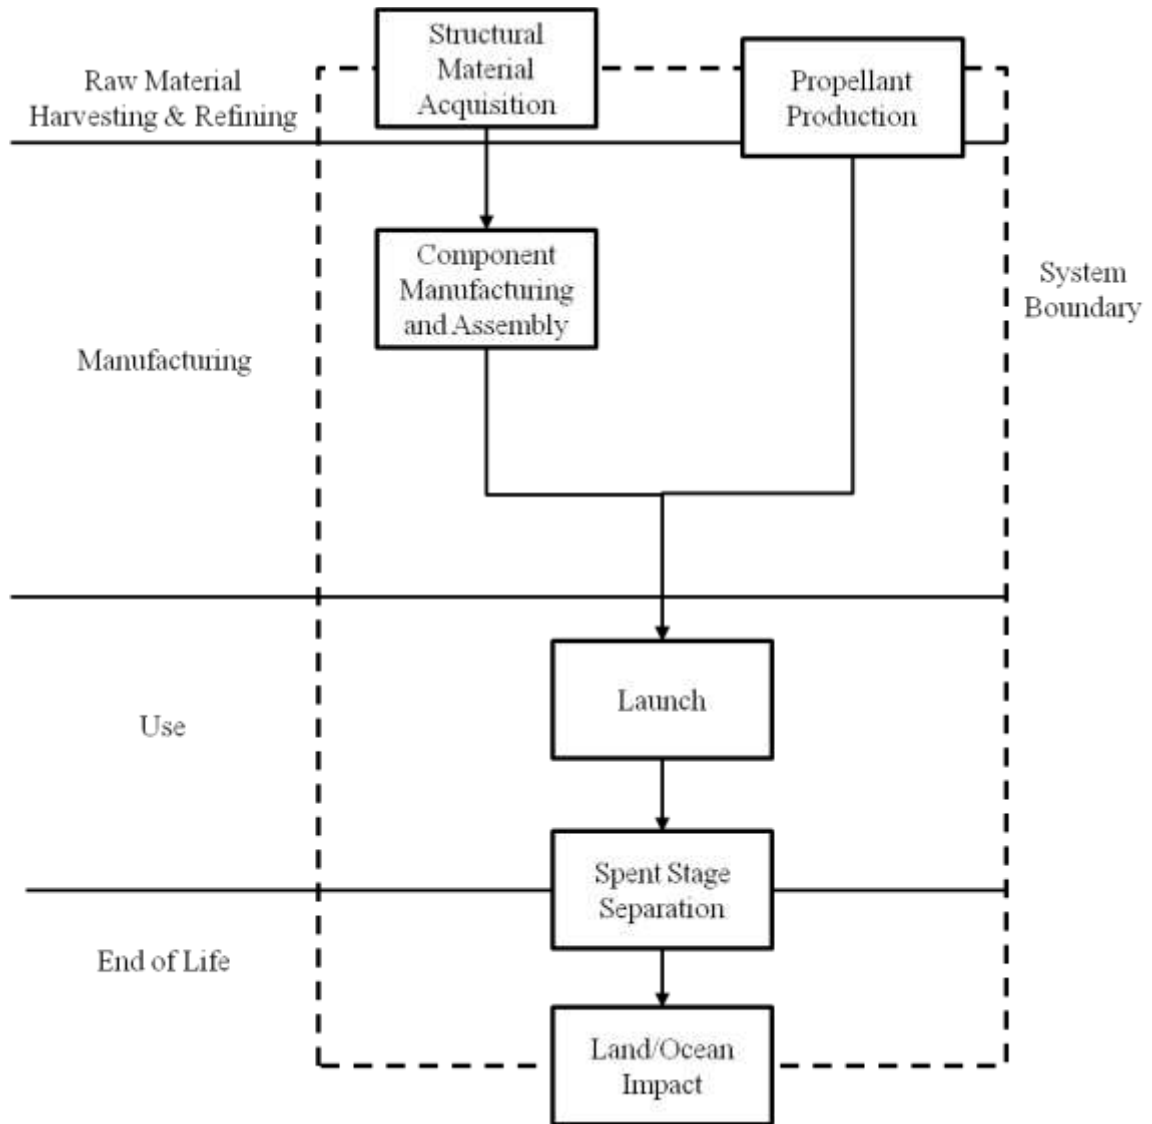 Structural
Material
Acquisition
Propellant
Production
Raw Material
Harvesting & Refining
Component
Manufacturing
and Assembly
System
Boundary
Manufacturing
Launch
Use
Spent Stage
Separation
End of Life
Land/Ocean
Impact